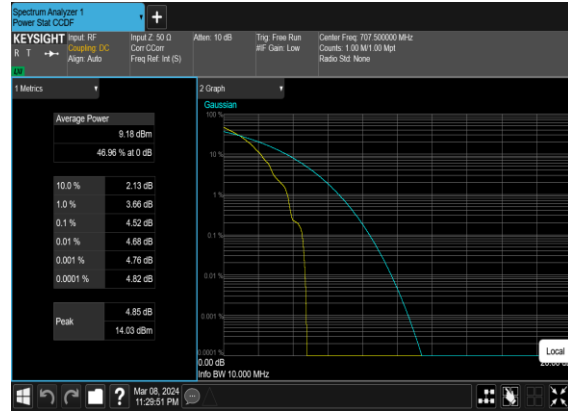 Spectrum Analyzer 1
Power Stat CCDF
KEYSIGHT
R T
Input: RF
Coupling: DC
Align: Auto
Input Z: 50 Ω
Corr CCorr
Freq Ref: Int (S)
Atten: 10 dB
Trig: Free Run
#IF Gain: Low
Center Freq: 707.500000 MHz
Counts: 1.00 M/1.00 Mpt
Radio Std: None
1 Metrics
Average Power
9.18 dBm
46.96 % at 0 dB
10.0 % 2.13 dB
1.0 % 3.66 dB
0.1 % 4.52 dB
0.01 % 4.68 dB
0.001 % 4.76 dB
0.0001 % 4.82 dB
Peak
4.85 dB
14.03 dBm
2 Graph
Gaussian
100 %
10 %
1 %
0.1 %
0.01 %
0.001 %
0.0001 %
0.00 dB
Info BW 10.000 MHz
Local
?
Mar 08, 2024
11:29:51 PM